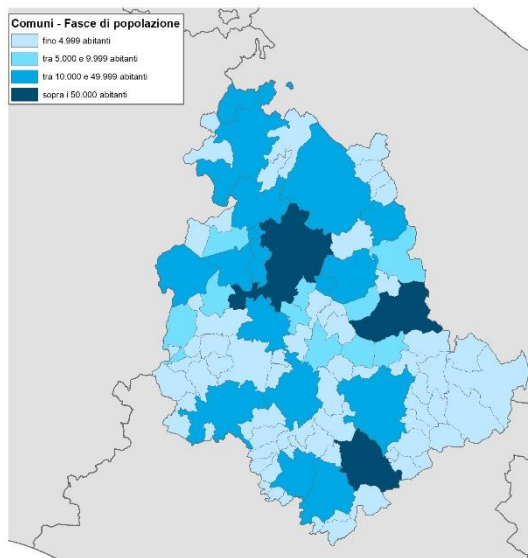 Comuni - Fasce di popolazione
fino 4.999 abitanti
tra 5.000 e 9.999 abitanti
tra 10.000 e 49.999 abitanti
sopra i 50.000 abitanti